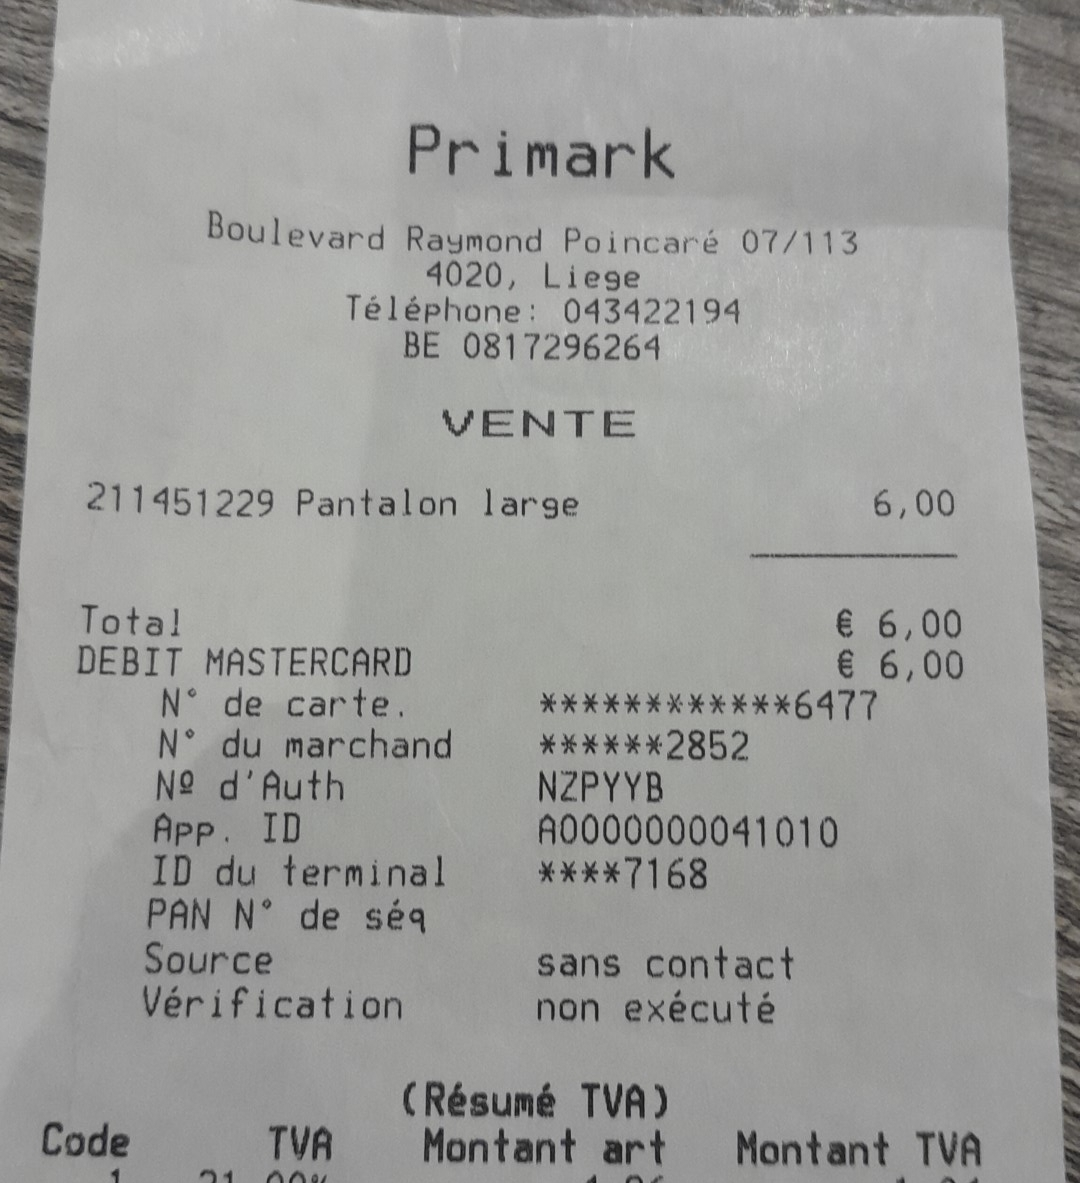 Primark
Boulevard Raymond Poincaré 07/113
4020, Liege
Téléphone: 043422194
BE 0817296264
VENTE
211451229 Pantalon large 6,00
Total € 6,00
DEBIT MASTERCARD € 6,00
N° de carte. ************6477
N° du marchand ******2852
Nº d'Auth NZPYYB
App. ID A0000000041010
ID du terminal ****7168
PAN N° de séq
Source sans contact
Vérification non exécuté
(Résumé TVA)
Code TVA Montant art Montant TVA